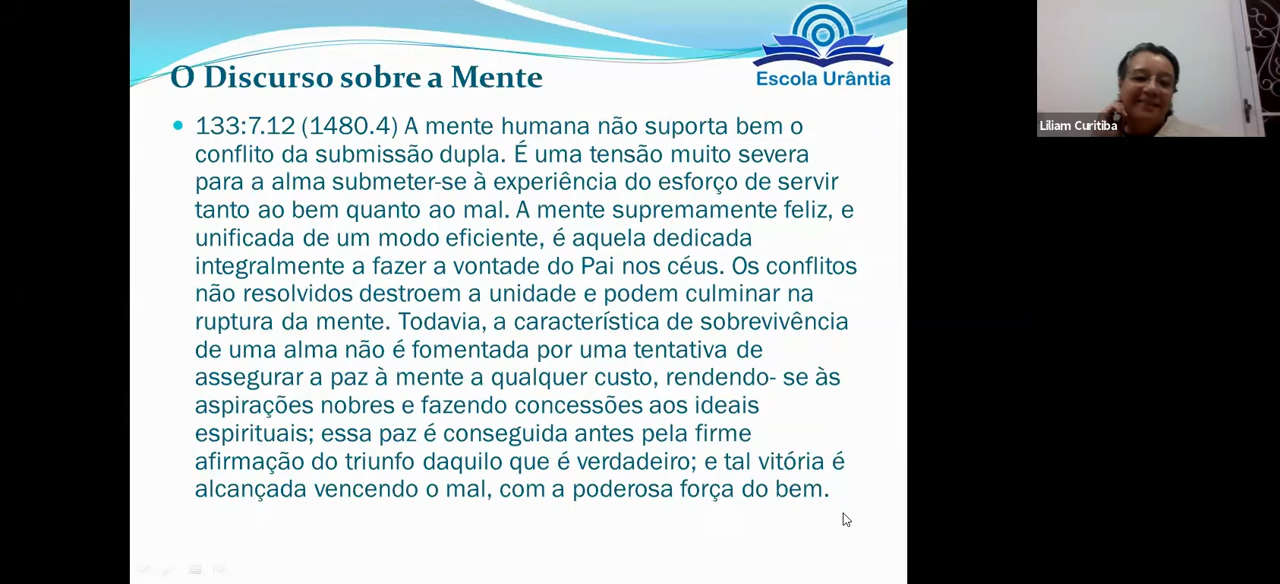 O Discurso sobre a Mente
Escola Urântia
133:7.12 (1480.4) A mente humana não suporta bem o
conflito da submissão dupla. É uma tensão muito severa
para a alma submeter-se à experiência do esforço de servir
tanto ao bem quanto ao mal. A mente supremamente feliz, e
unificada de um modo eficiente, é aquela dedicada
integralmente a fazer a vontade do Pai nos céus. Os conflitos
não resolvidos destroem a unidade e podem culminar na
ruptura da mente. Todavia, a característica de sobrevivência
de uma alma não é fomentada por uma tentativa de
assegurar a paz à mente a qualquer custo, rendendo- se às
aspirações nobres e fazendo concessões aos ideais
espirituais; essa paz é conseguida antes pela firme
afirmação do triunfo daquilo que é verdadeiro; e tal vitória é
alcançada vencendo o mal, com a poderosa força do bem.
Liliam Curitiba